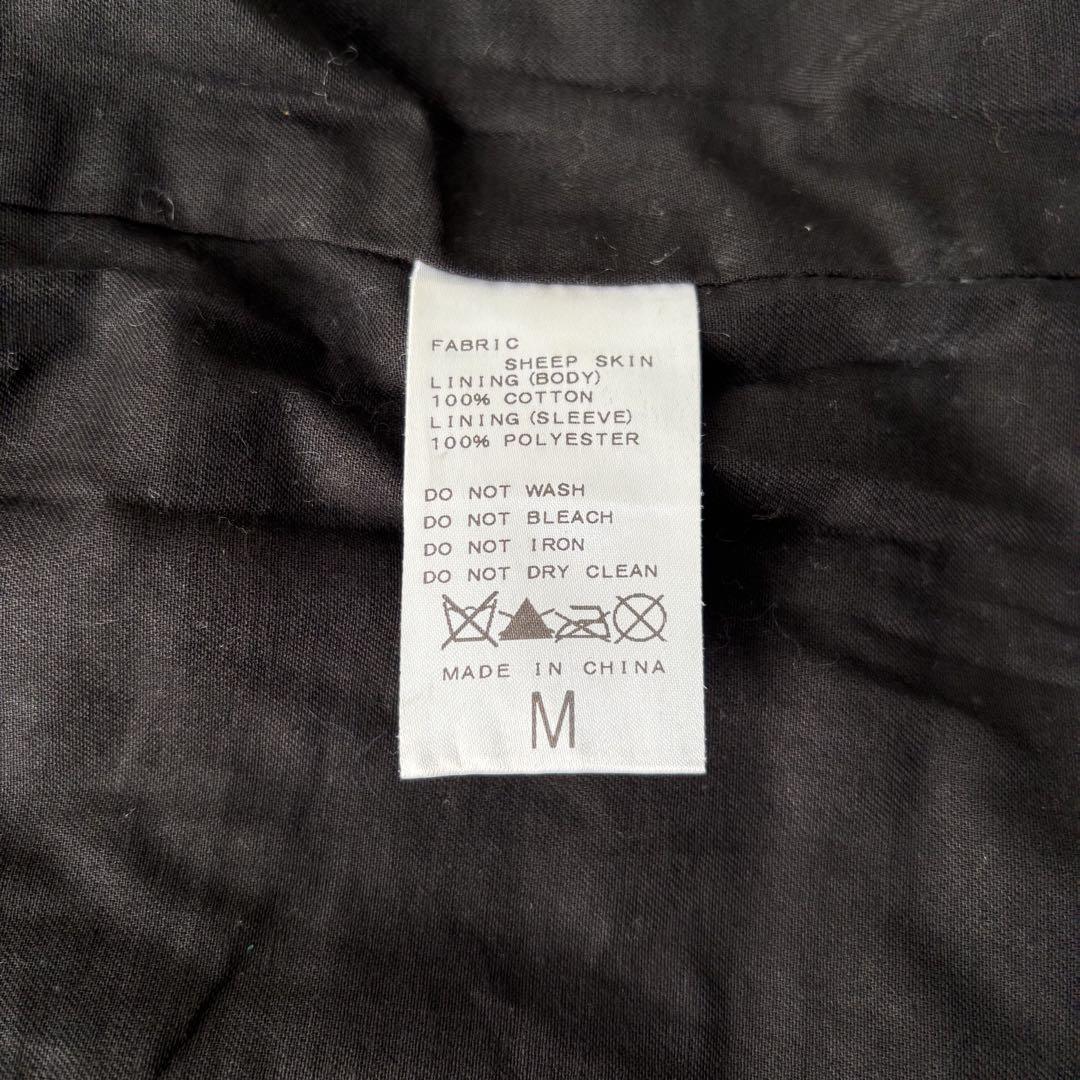 FABRIC
SHEEP SKIN
LINING (BODY)
100% COTTON
LINING (SLEEVE)
100% POLYESTER
DO NOT WASH
DO NOT BLEACH
DO NOT IRON
DO NOT DRY CLEAN
MADE IN CHINA
M